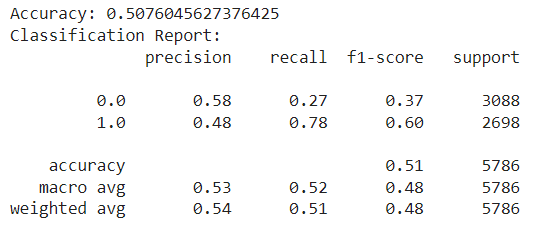 Accuracy: 0.5076045627376425
Classification Report:
precision recall f1-score support
0.0 0.58 0.27 0.37 3088
1.0 0.48 0.78 0.60 2698
accuracy 0.51 5786
macro avg 0.53 0.52 0.48 5786
weighted avg 0.54 0.51 0.48 5786